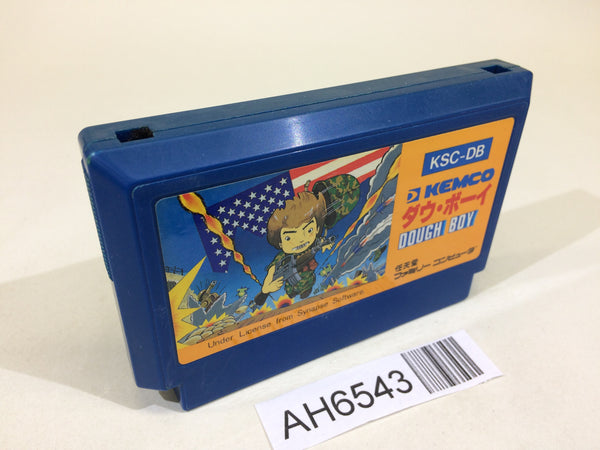 KSC-DB
KEMCO
ダウ・ボーイ
DOUGH BOY
任天堂
ファミリーコンピュータ
Under License from Synapse Software
AH6543